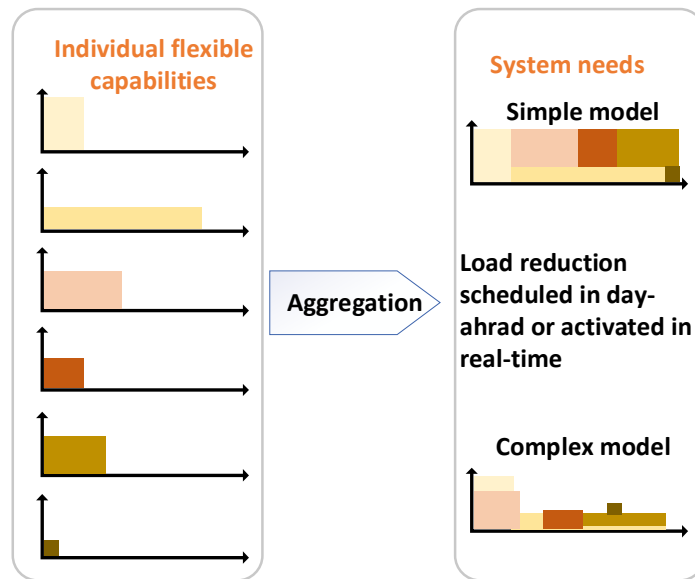 Individual flexible
capabilities
Aggregation
System needs
Simple model
Load reduction
scheduled in day-
ahrad or activated in
real-time
Complex model